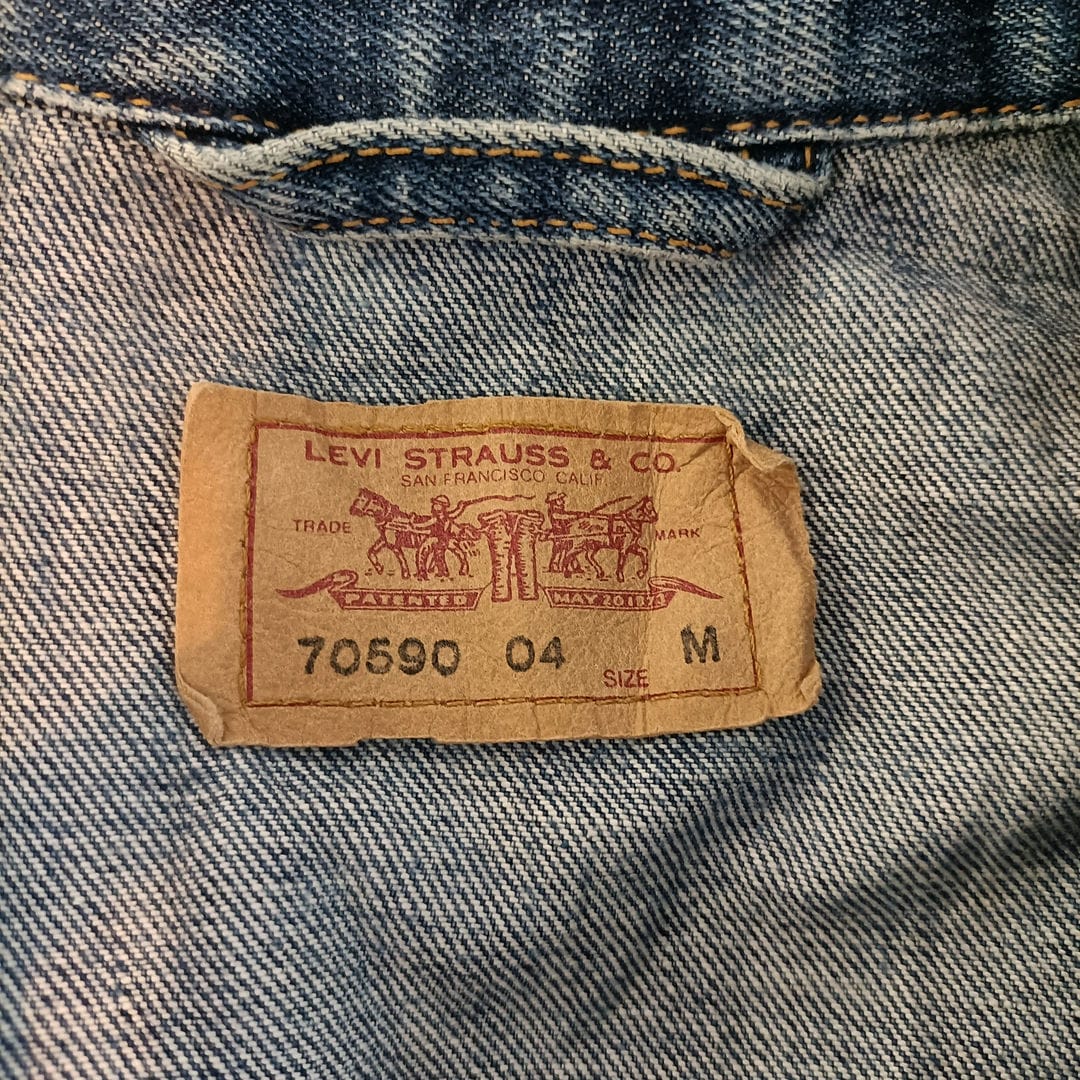 LEVI STRAUSS & CO.
SAN FRANCISCO CALIF.
TRADE MARK
PATENTED MAY 20 1873
70590 04 SIZE M